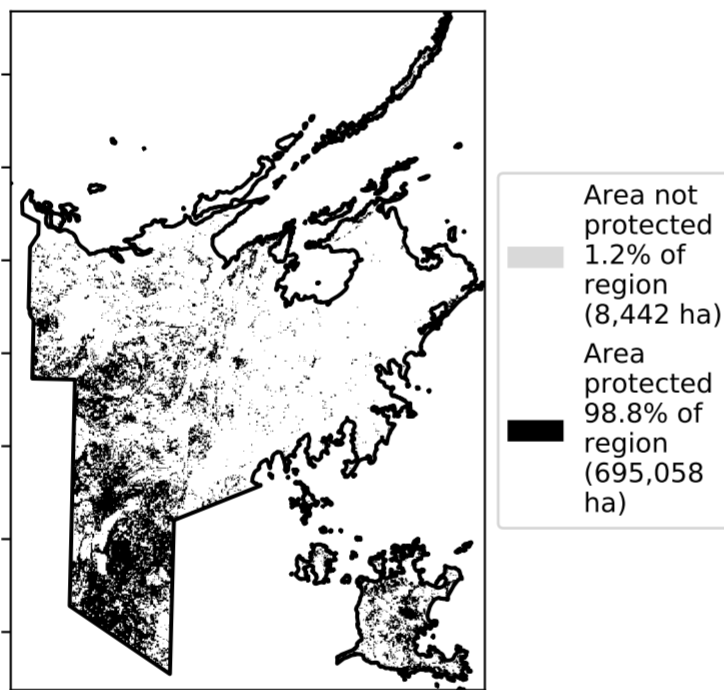 Area not
protected
1.2% of
region
(8,442 ha)
Area
protected
98.8% of
region
(695,058
ha)